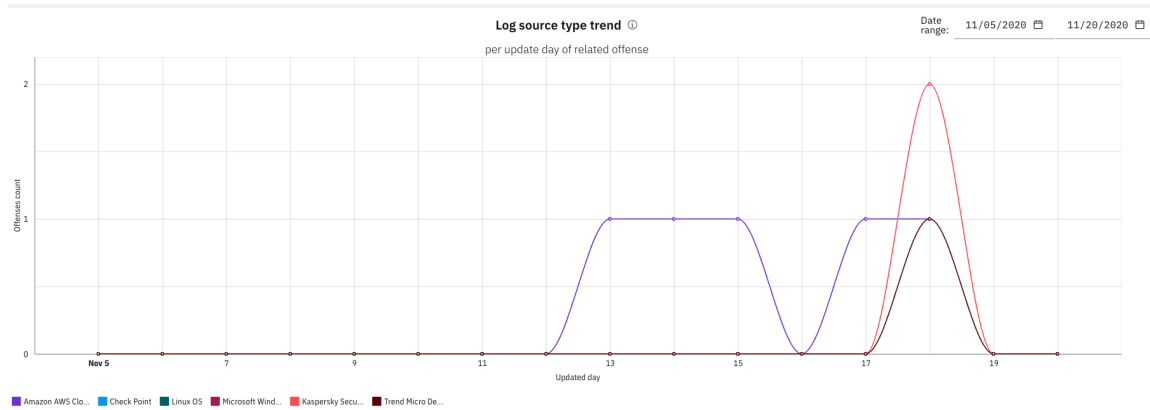 Log source type trend
Date range: 11/05/2020 11/20/2020
per update day of related offense
2
1
0
Offenses count
Nov 5 7 9 11 13 15 17 19
Updated day
Amazon AWS Clo... Check Point Linux OS Microsoft Wind... Kaspersky Secu... Trend Micro De...